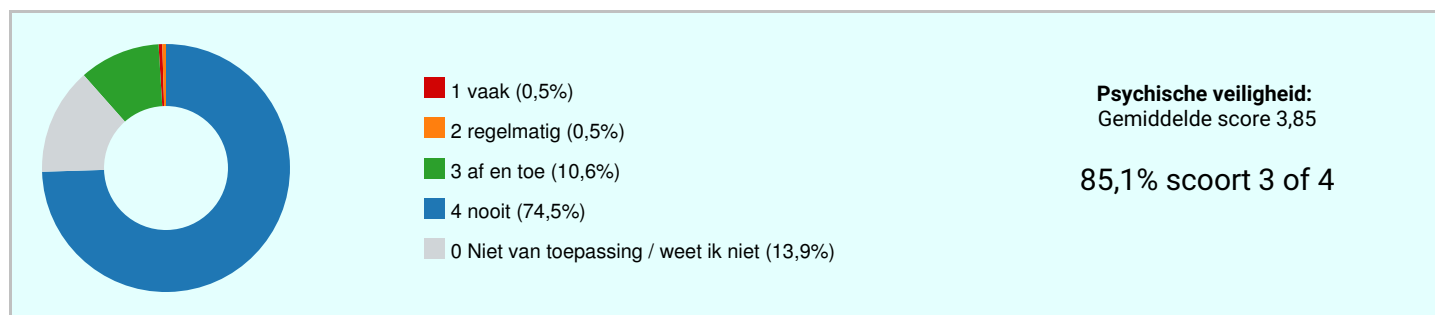 1 vaak (0,5%)
2 regelmatig (0,5%)
3 af en toe (10,6%)
4 nooit (74,5%)
0 Niet van toepassing / weet ik niet (13,9%)
Psychische veiligheid:
Gemiddelde score 3,85
85,1% scoort 3 of 4